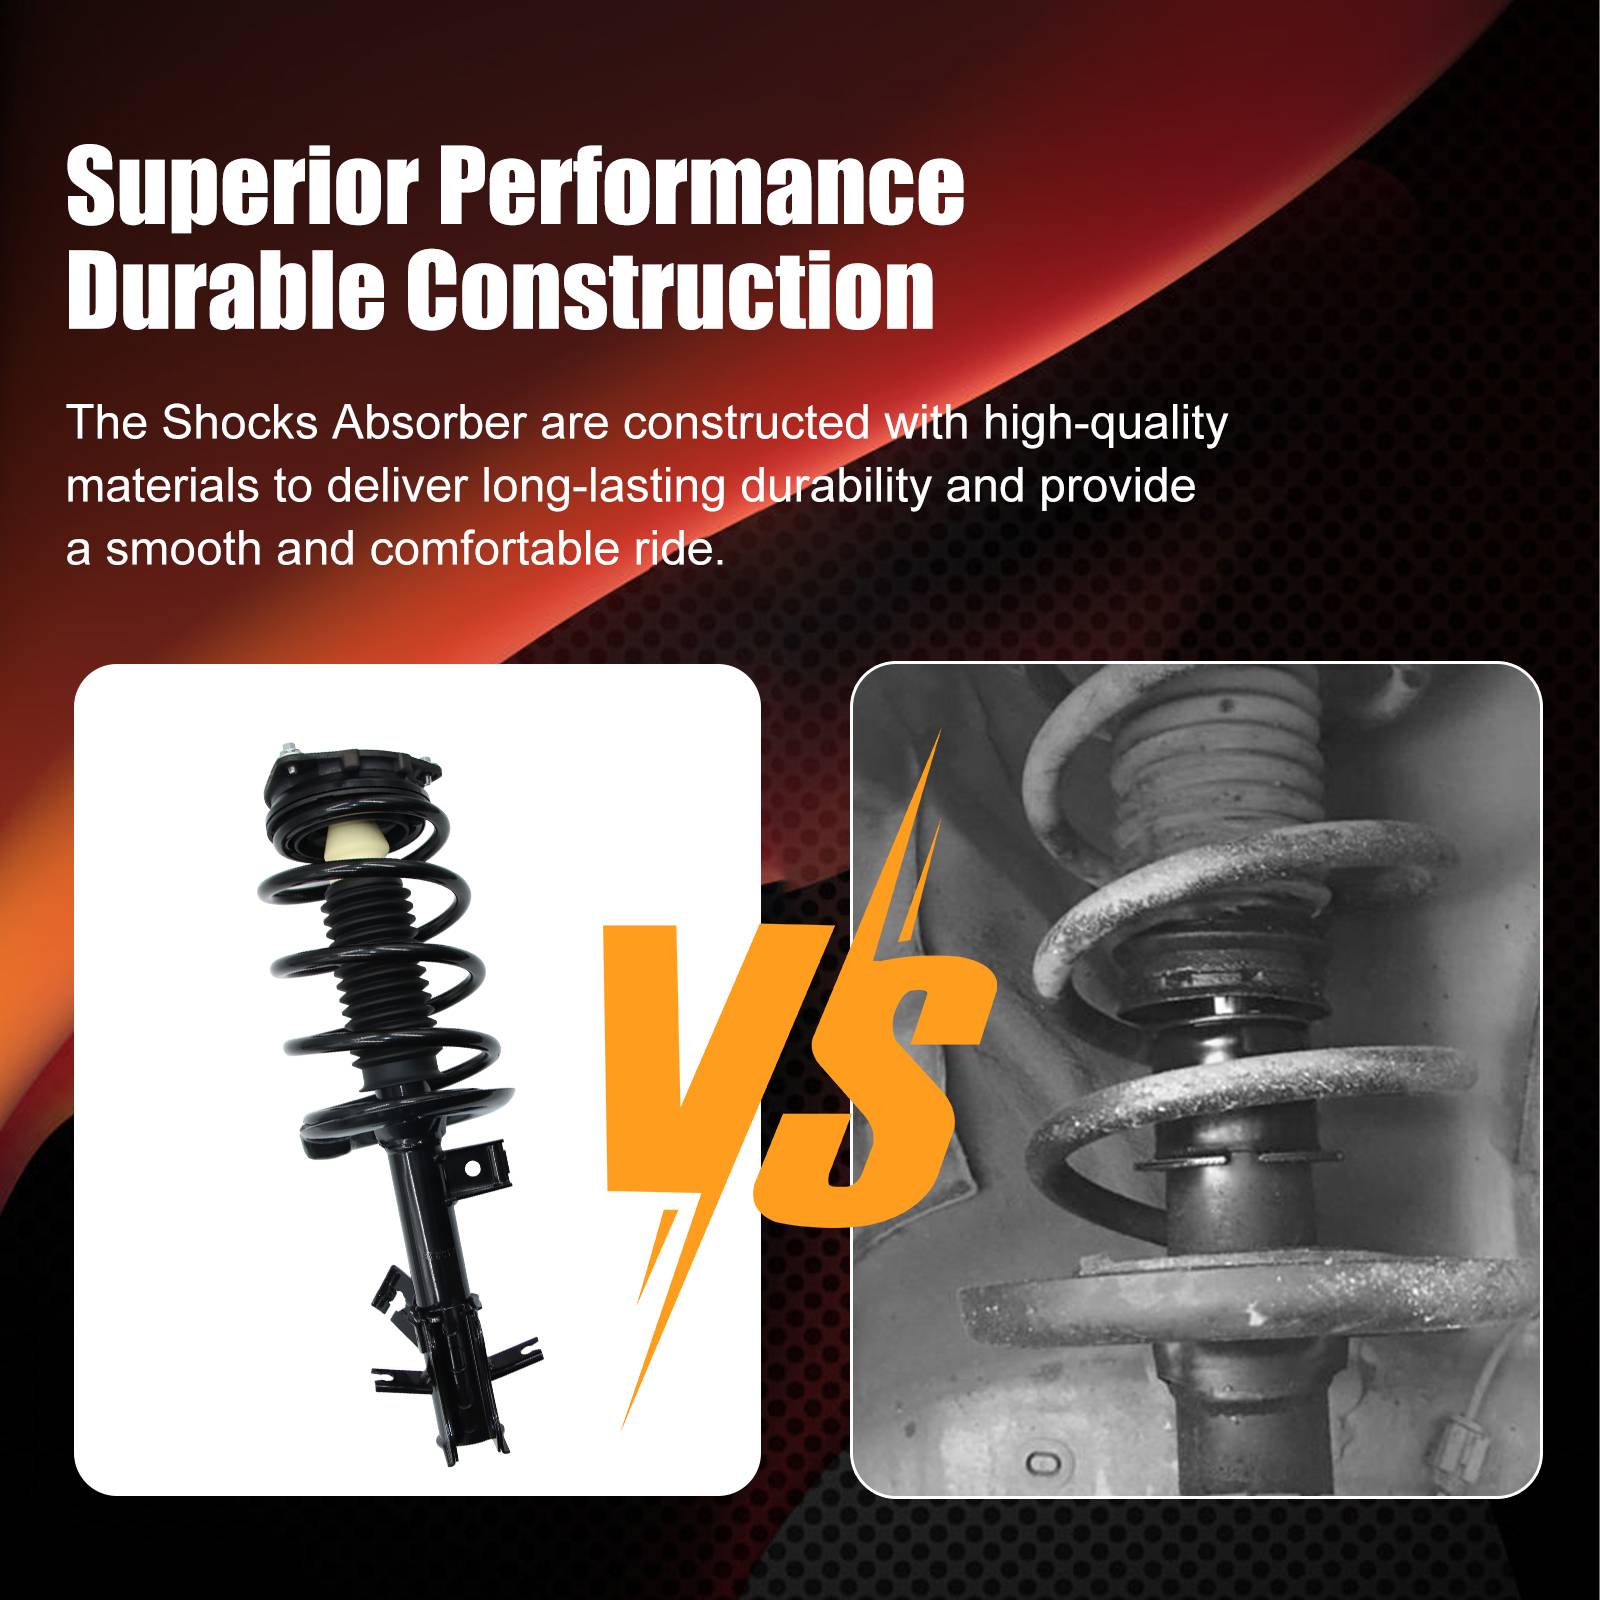 Superior Performance
Durable Construction
The Shocks Absorber are constructed with high-quality
materials to deliver long-lasting durability and provide
a smooth and comfortable ride.
VS